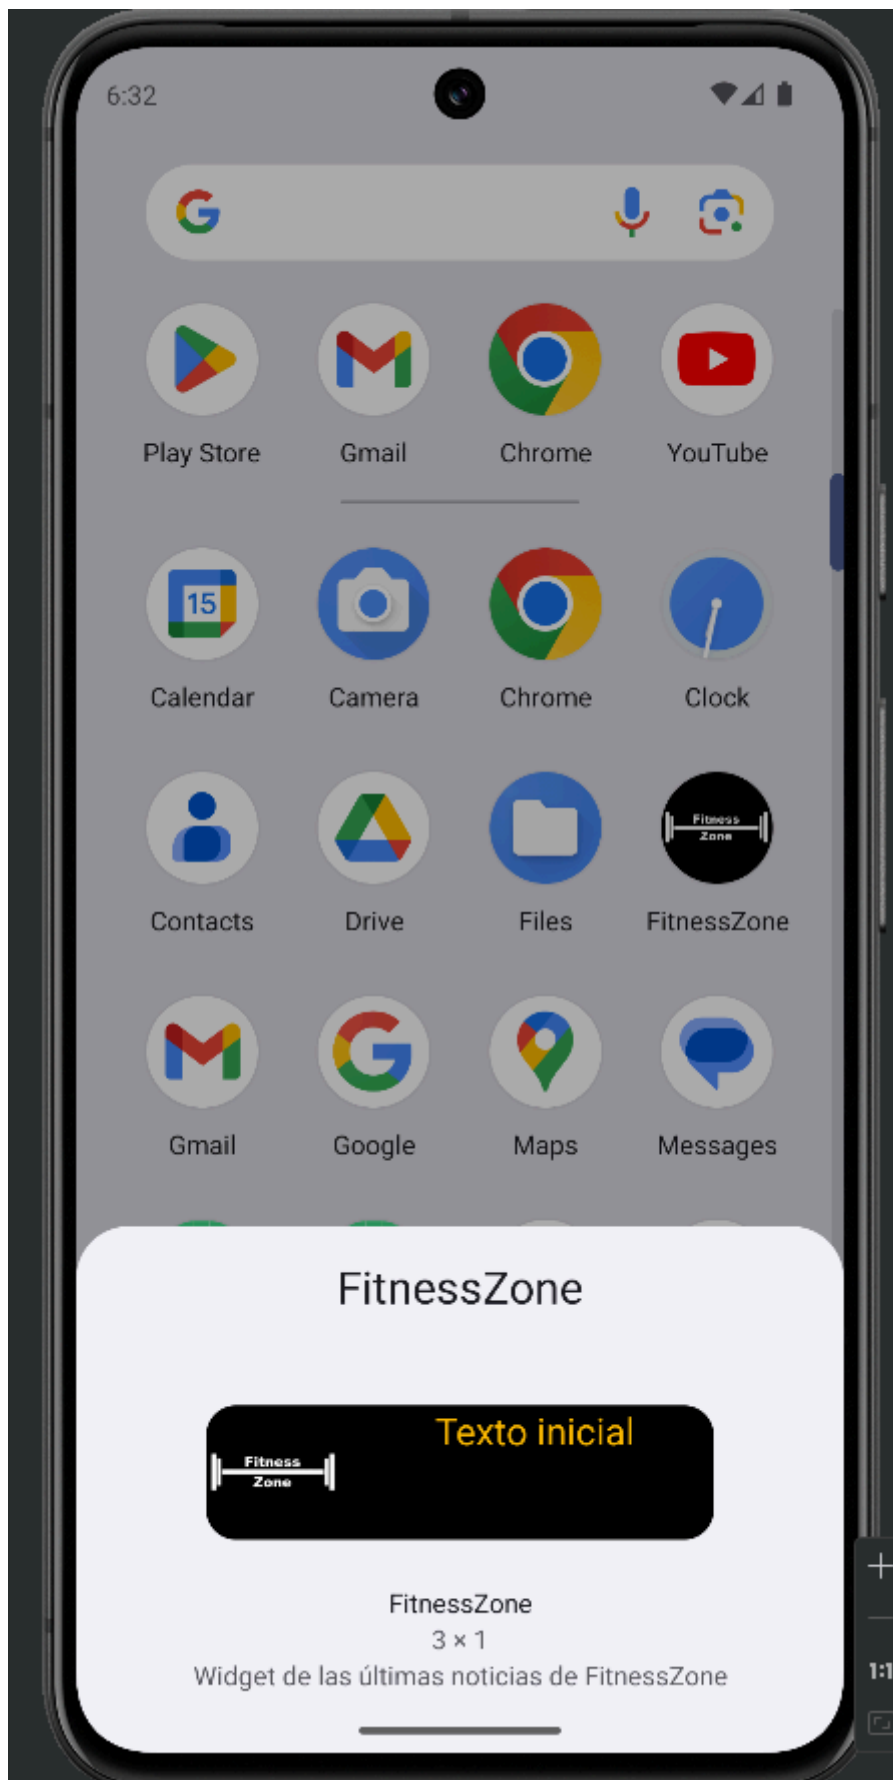 6:32
Play Store Gmail Chrome YouTube
15
Calendar Camera Chrome Clock
Fitness
Zone
Contacts Drive Files FitnessZone
Gmail Google Maps Messages
FitnessZone
Texto inicial
Fitness
Zone
FitnessZone
3 × 1
Widget de las últimas noticias de FitnessZone
1:1